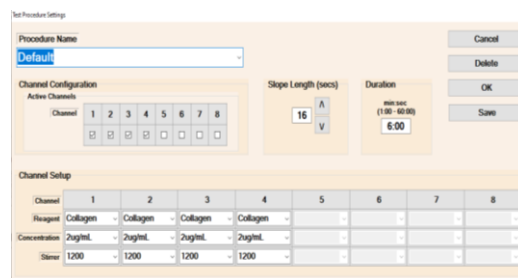 Test Procedure Settings
Procedure Name
Default
Cancel
Delete
OK
Save
Channel Configuration
Active Channels
Channel 1 2 3 4 5 6 7 8
Slope Length (secs)
16
Duration
min:sec
(1:00 - 60:00)
6:00
Channel Setup
Channel 1 2 3 4 5 6 7 8
Reagent Collagen Collagen Collagen Collagen
Concentration 2ug/mL 2ug/mL 2ug/mL 2ug/mL
Stirrer 1200 1200 1200 1200